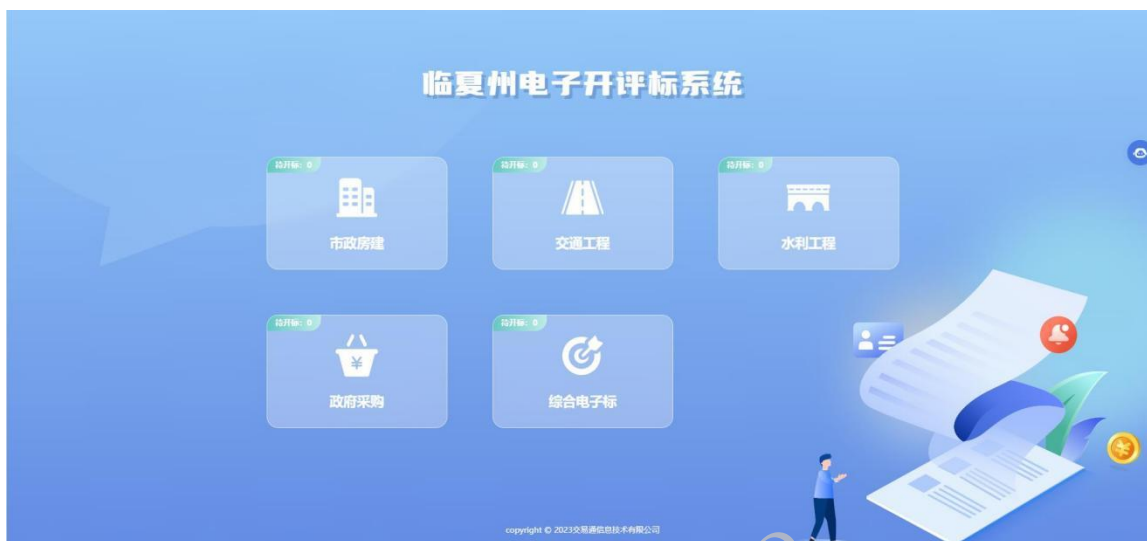 临夏州电子开评标系统
待开标：0
待开标：0
待开标：0
市政房建
交通工程
水利工程
待开标：0
待开标：0
政府采购
综合电子标
copyright © 2023交易通信息技术有限公司